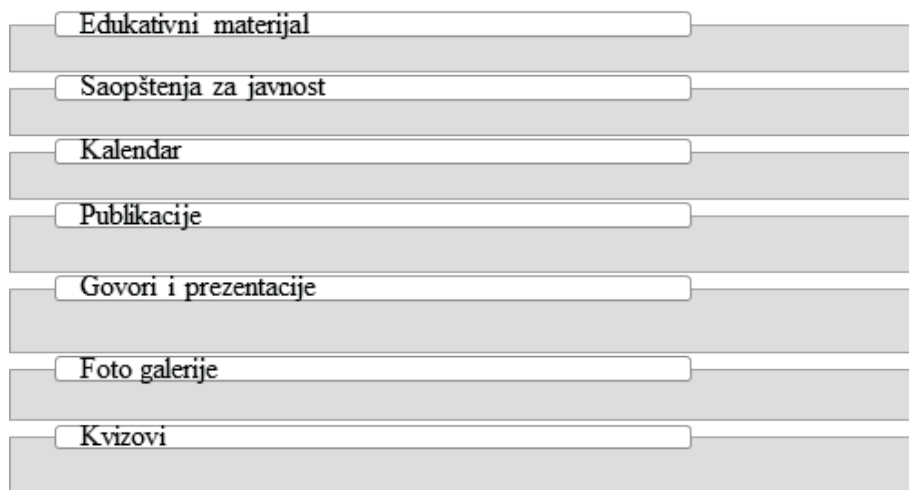 Edukativni materijal
Saopštenja za javnost
Kalendar
Publikacije
Govori i prezentacije
Foto galerije
Kvizovi